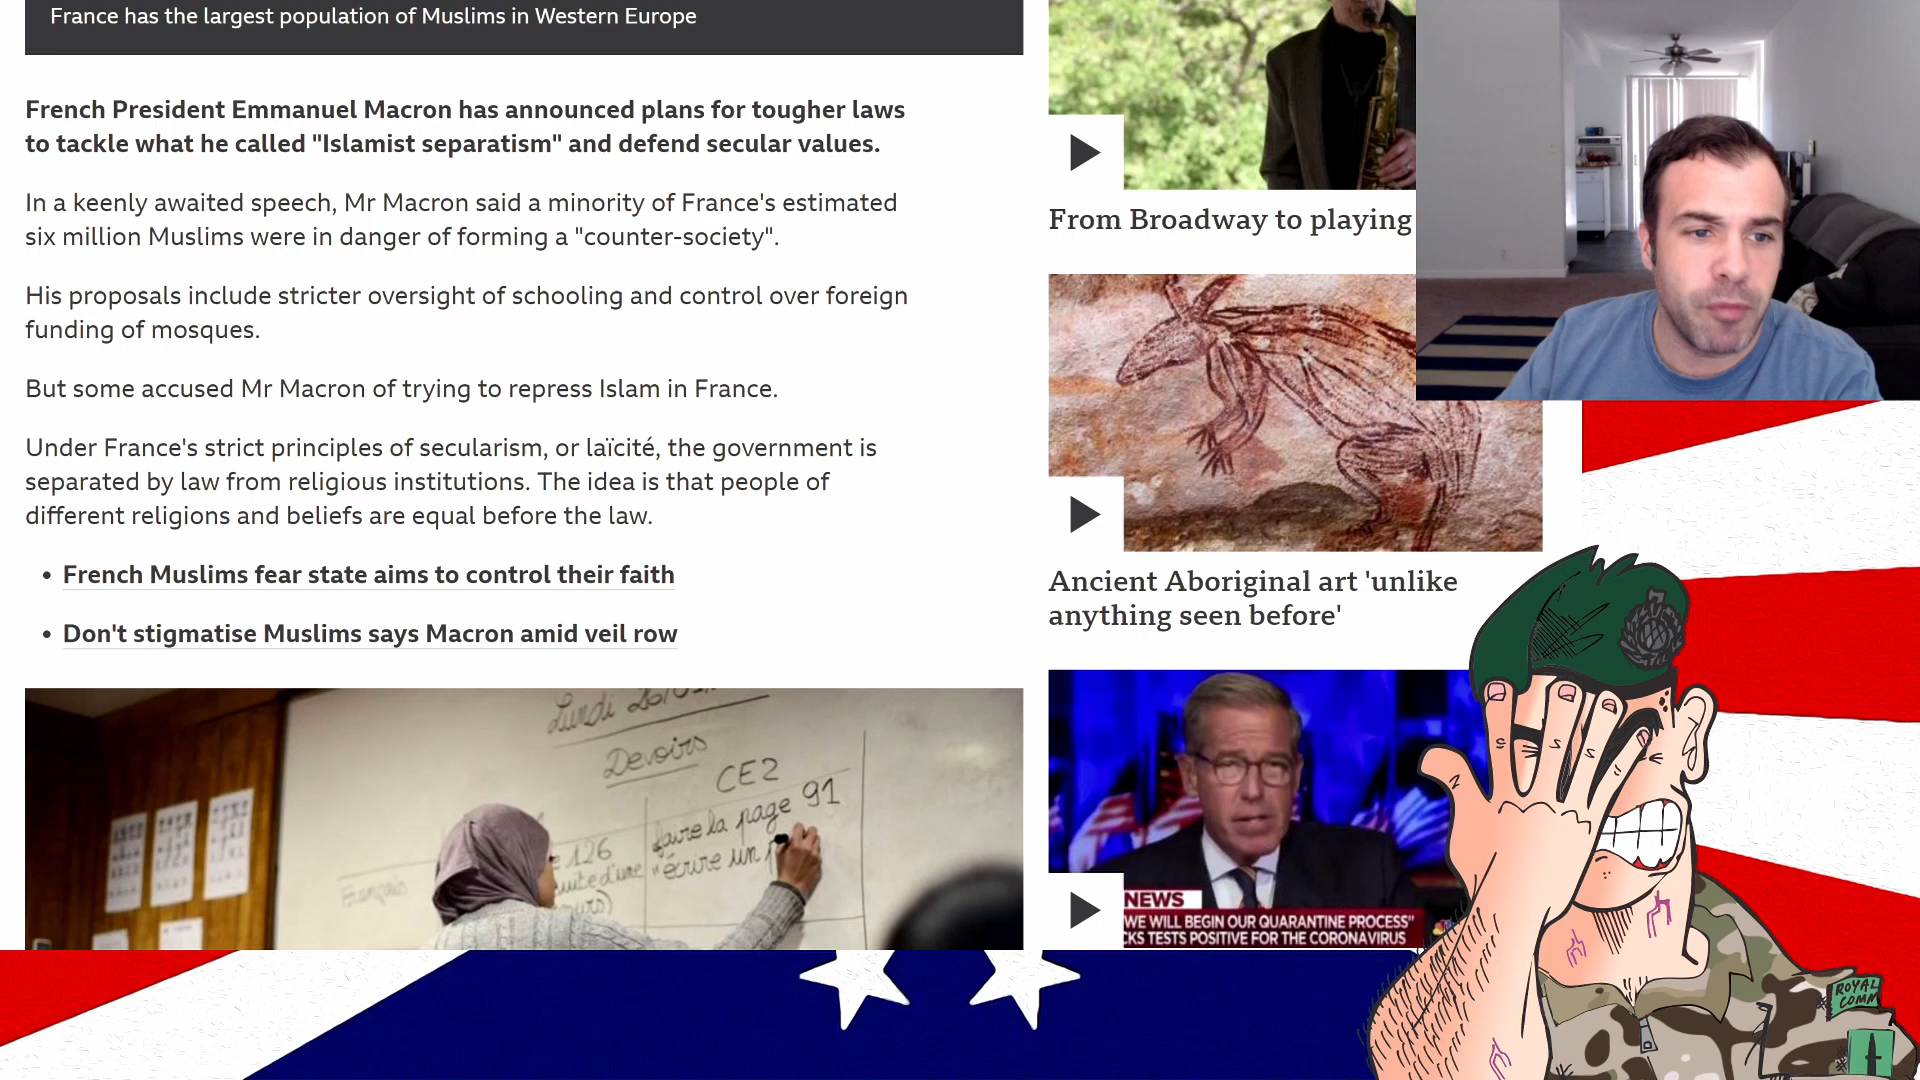 France has the largest population of Muslims in Western Europe
French President Emmanuel Macron has announced plans for tougher laws
to tackle what he called "Islamist separatism" and defend secular values.
In a keenly awaited speech, Mr Macron said a minority of France's estimated
six million Muslims were in danger of forming a "counter-society".
His proposals include stricter oversight of schooling and control over foreign
funding of mosques.
But some accused Mr Macron of trying to repress Islam in France.
Under France's strict principles of secularism, or laïcité, the government is
separated by law from religious institutions. The idea is that people of
different religions and beliefs are equal before the law.
• French Muslims fear state aims to control their faith
• Don't stigmatise Muslims says Macron amid veil row
Lundi
Devoirs
CE2
faire la page 91
écrire un
126
Français
From Broadway to playing
Ancient Aboriginal art 'unlike
anything seen before'
NEWS
WE WILL BEGIN OUR QUARANTINE PROCESS"
CKS TESTS POSITIVE FOR THE CORONAVIRUS
ROYAL
COMM